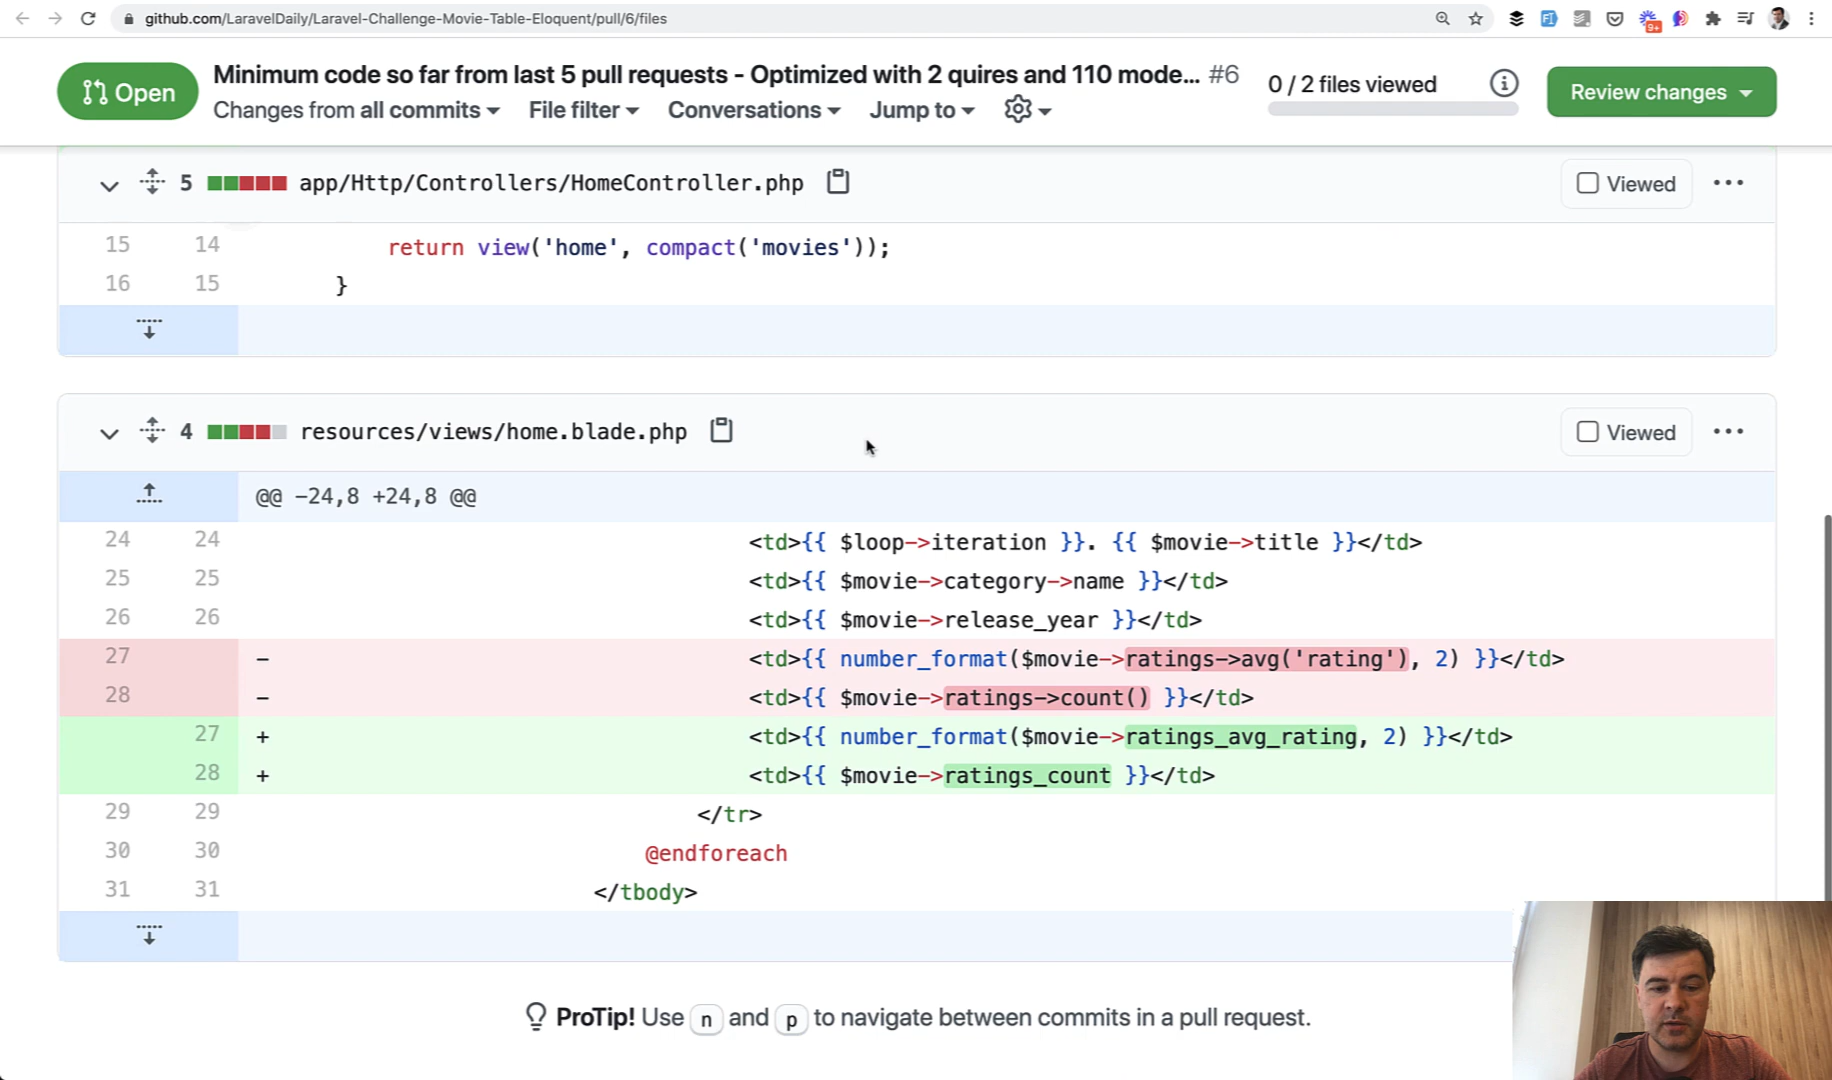 github.com/LaravelDaily/Laravel-Challenge-Movie-Table-Eloquent/pull/6/files
9+
Open
Minimum code so far from last 5 pull requests - Optimized with 2 quires and 110 mode... #6
Changes from all commits
File filter
Conversations
Jump to
0 / 2 files viewed
Review changes
5 app/Http/Controllers/HomeController.php
Viewed
15 14 return view('home', compact('movies'));
16 15 }
4 resources/views/home.blade.php
Viewed
@@ -24,8 +24,8 @@
24 24 <td>{{ $loop->iteration }}. {{ $movie->title }}</td>
25 25 <td>{{ $movie->category->name }}</td>
26 26 <td>{{ $movie->release_year }}</td>
27 - <td>{{ number_format($movie->ratings->avg('rating'), 2) }}</td>
28 - <td>{{ $movie->ratings->count() }}</td>
27 + <td>{{ number_format($movie->ratings_avg_rating, 2) }}</td>
28 + <td>{{ $movie->ratings_count }}</td>
29 29 </tr>
30 30 @endforeach
31 31 </tbody>
ProTip! Use n and p to navigate between commits in a pull request.